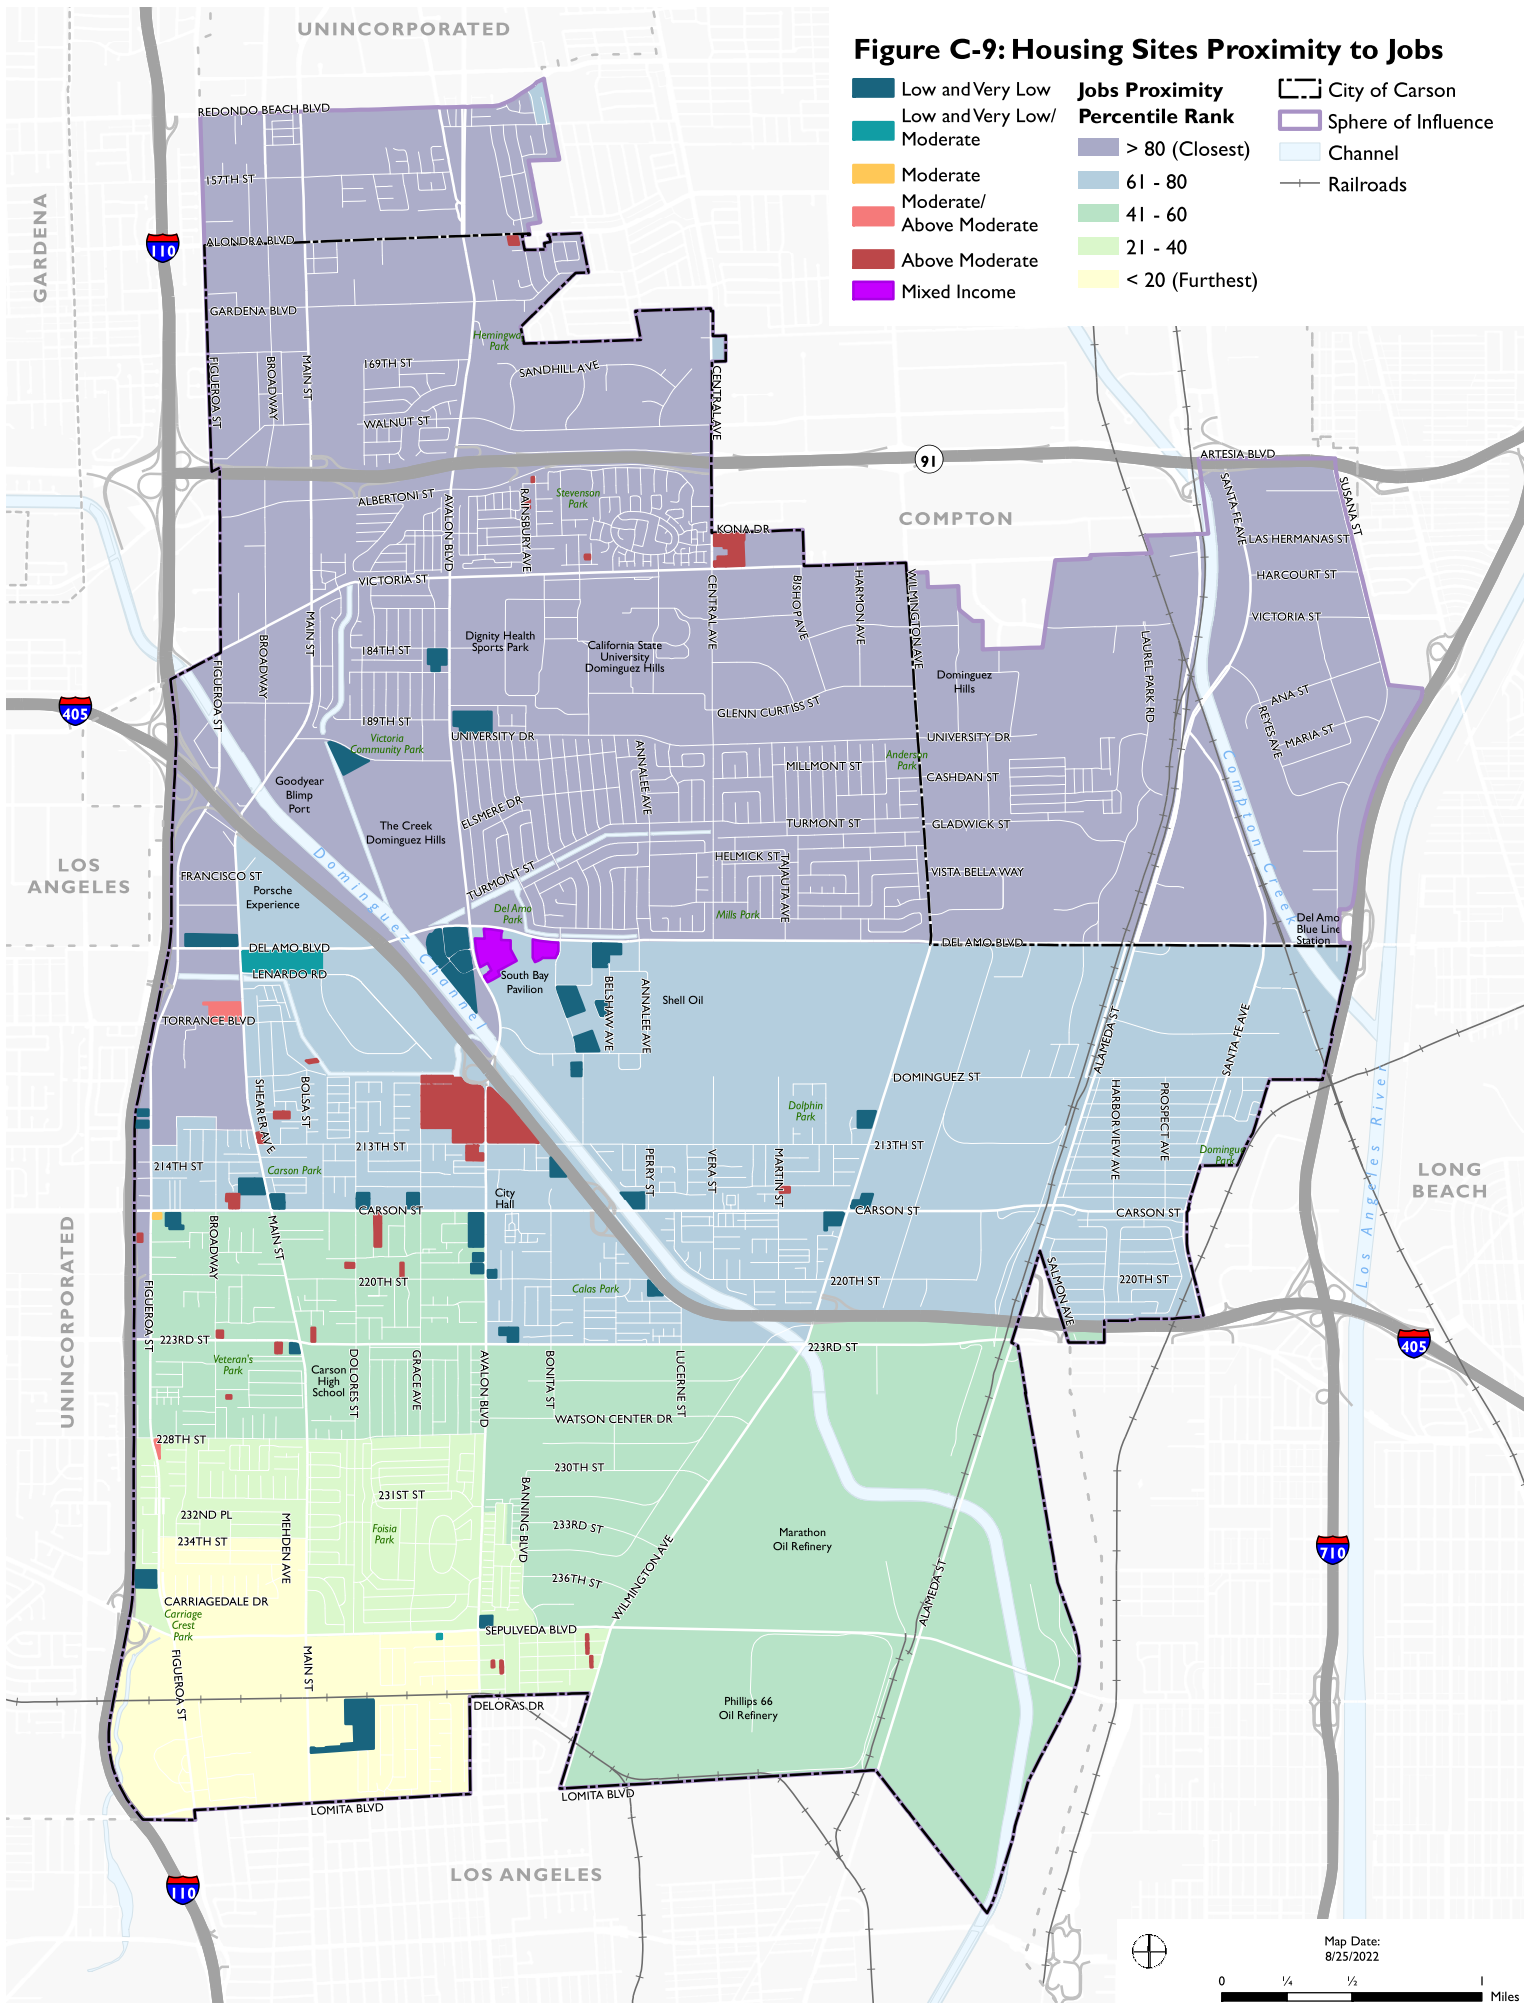 UNINCORPORATED
Figure C-9: Housing Sites Proximity to Jobs
Low and Very Low
Low and Very Low/
Moderate
Moderate
Moderate/
Above Moderate
Above Moderate
Mixed Income
Jobs Proximity
Percentile Rank
> 80 (Closest)
61 - 80
41 - 60
21 - 40
< 20 (Furthest)
City of Carson
Sphere of Influence
Channel
Railroads
REDONDO BEACH BLVD
157TH ST
GARDENA
110
ALONDRA BLVD
GARDENA BLVD
Hemingwa
Park
169TH ST
SANDHILL AVE
FIGUEROA ST
BROADWAY
MAIN ST
CENTRAL AVE
WALNUT ST
91
ARTESIA BLVD
ALBERTONI ST
AVALON BLVD
RAINSBURY AVE
Stevenson
Park
SANTA FE AVE
SUSANA ST
COMPTON
KONA DR
LAS HERMANAS ST
VICTORIA ST
HARCOURT ST
CENTRAL AVE
BISHOP AVE
HARMON AVE
WILMINGTON AVE
VICTORIA ST
MAIN ST
BROADWAY
FIGUEROA ST
184TH ST
Dignity Health
Sports Park
California State
University
Dominguez Hills
Dominguez
Hills
LAUREL PARK RD
ANA ST
REYES AVE
MARIA ST
405
189TH ST
GLENN CURTISS ST
UNIVERSITY DR
UNIVERSITY DR
Victoria
Community Park
ANNALEE AVE
MILLMONT ST
Anderson
Park
CASHDAN ST
Compton Creek
Goodyear
Blimp
Port
ELSMERE DR
The Creek
Dominguez Hills
TURMONT ST
GLADWICK ST
HELMICK ST
TAJAUTA AVE
VISTA BELLA WAY
LOS
ANGELES
FRANCISCO ST
Porsche
Experience
Dominguez Channel
TURMONT ST
Del Amo
Park
Mills Park
Del Amo
Blue Line
Station
DEL AMO BLVD
DEL AMO BLVD
LENARDO RD
South Bay
Pavilion
BELSHAW AVE
ANNALEE AVE
Shell Oil
TORRANCE BLVD
ALAMEDA ST
SANTA FE AVE
SHEARER AVE
BOLSA ST
DOMINGUEZ ST
HARBOR VIEW AVE
PROSPECT AVE
Dolphin
Park
213TH ST
213TH ST
Domingue
Park
214TH ST
Carson Park
PERRY ST
VERA ST
MARTIN ST
LONG
BEACH
Los Angeles River
City
Hall
CARSON ST
CARSON ST
CARSON ST
UNINCORPORATED
BROADWAY
MAIN ST
220TH ST
Calas Park
220TH ST
SALMON AVE
220TH ST
FIGUEROA ST
223RD ST
223RD ST
405
Veteran's
Park
Carson
High
School
DOLORES ST
GRACE AVE
AVALON BLVD
BONITA ST
LUCERNE ST
WATSON CENTER DR
228TH ST
230TH ST
231ST ST
BANNING BLVD
232ND PL
MEHDEN AVE
Foisia
Park
233RD ST
234TH ST
Marathon
Oil Refinery
710
236TH ST
WILMINGTON AVE
ALAMEDA ST
CARRIAGEDALE DR
Carriage
Crest
Park
SEPULVEDA BLVD
FIGUEROA ST
MAIN ST
DELORAS DR
Phillips 66
Oil Refinery
LOMITA BLVD
LOMITA BLVD
110
LOS ANGELES
Map Date:
8/25/2022
0 ¼ ½ 1
Miles